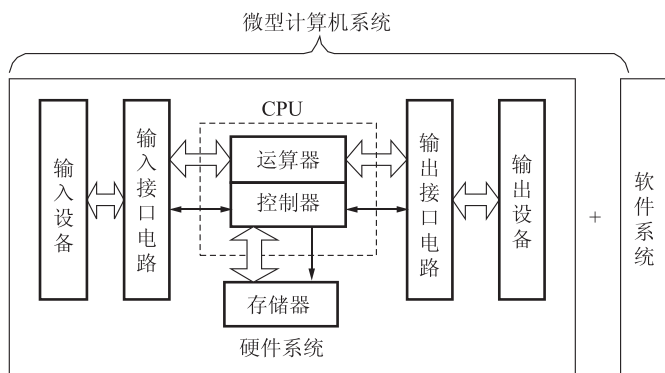 微型计算机系统
CPU
输入设备
输入接口电路
运算器
控制器
存储器
输出接口电路
输出设备
硬件系统
+
软件系统